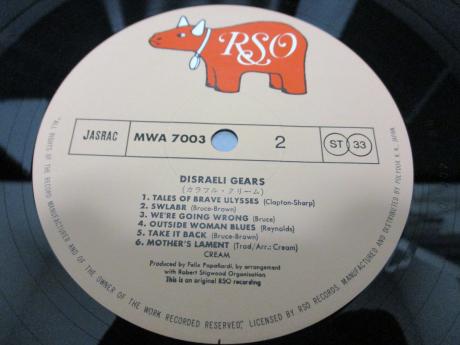 RSO
JASRAC MWA 7003 2 ST 33
DISRAELI GEARS
(カラフル・クリーム)
1. TALES OF BRAVE ULYSSES (Clapton-Sharp)
2. SWLABR (Bruce-Brown)
3. WE'RE GOING WRONG (Bruce)
4. OUTSIDE WOMAN BLUES (Reynolds)
5. TAKE IT BACK (Bruce-Brown)
6. MOTHER'S LAMENT (Trad/Arr: Cream)
CREAM
Produced by Felix Papallardi, by arrangement
with Robert Stigwood Organisation
This is an original RSO recording
"ALL RIGHTS OF THE RECORD MANUFACTURER AND OF THE OWNER OF THE WORK RECORDED RESERVED", LICENSED BY RSO RECORDS. MANUFACTURED AND DISTRIBUTED BY POLYDOR K. K., JAPAN.